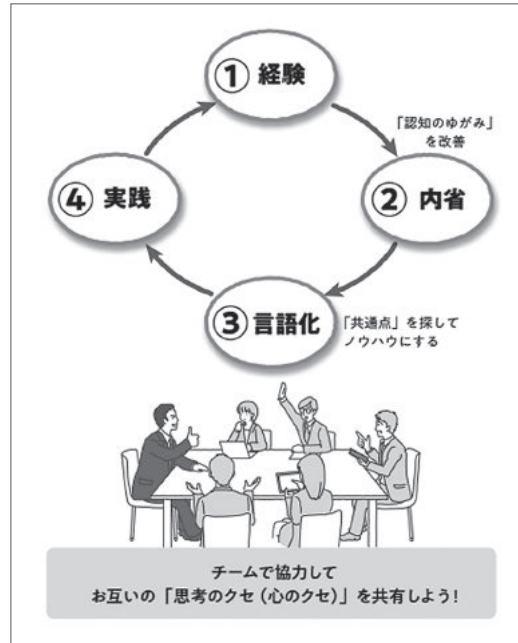 ① 経験
「認知のゆがみ」
を改善
② 内省
③ 言語化
「共通点」を探して
ノウハウにする
④ 実践
チームで協力して
お互いの「思考のクセ（心のクセ）」を共有しよう！